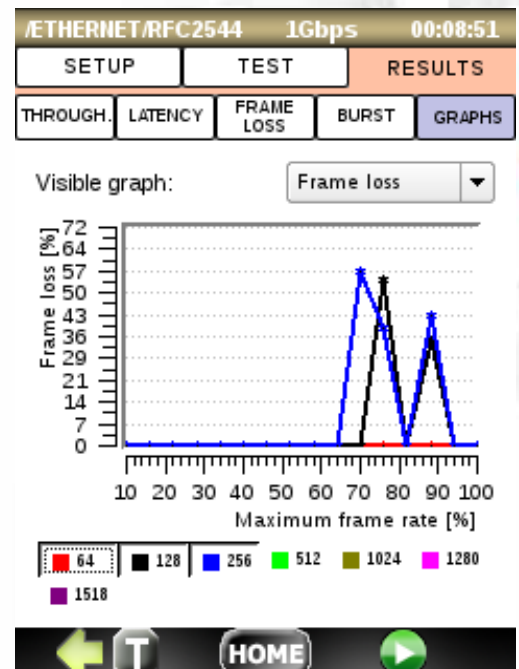 /ETHERNET/RFC2544 1Gbps 00:08:51
SETUP TEST RESULTS
THROUGH. LATENCY FRAME LOSS BURST GRAPHS
Visible graph: Frame loss
Frame loss [%]
72
64
57
50
43
36
29
21
14
7
0
10 20 30 40 50 60 70 80 90 100
Maximum frame rate [%]
64 128 256 512 1024 1280
1518
T HOME